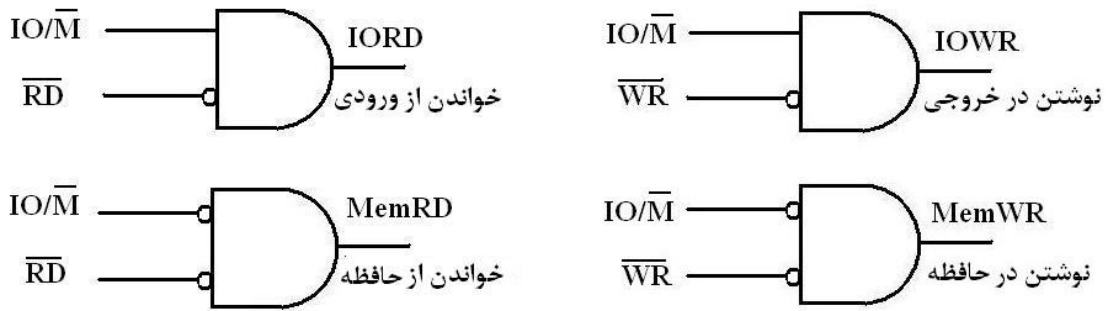 IO/M̅
IORD
R̅D̅
خواندن از ورودی
IO/M̅
IOWR
W̅R̅
نوشتن در خروجی
IO/M̅
MemRD
R̅D̅
خواندن از حافظه
IO/M̅
MemWR
W̅R̅
نوشتن در حافظه